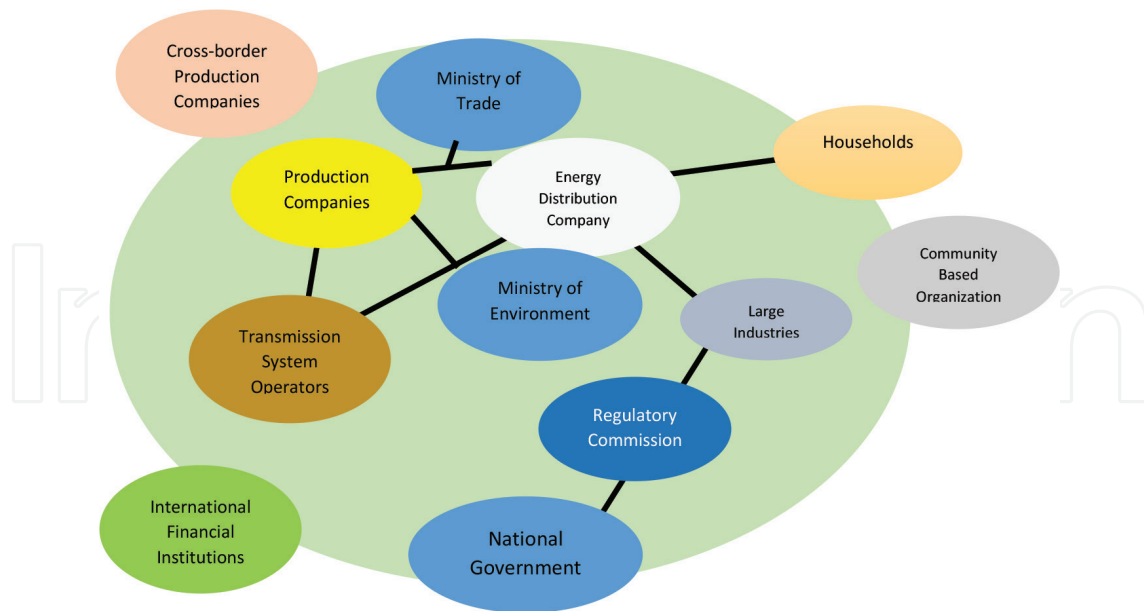 Cross-border
Production
Companies
Ministry of
Trade
Households
Production
Companies
Energy
Distribution
Company
Community
Based
Organization
Ministry of
Environment
Large
Industries
Transmission
System
Operators
Regulatory
Commission
International
Financial
Institutions
National
Government